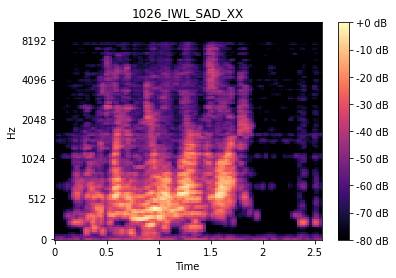 1026_IWL_SAD_XX
+0 dB
8192
-10 dB
4096
-20 dB
-30 dB
2048
-40 dB
Hz
1024
-50 dB
512
-60 dB
-70 dB
0
-80 dB
0 0.5 1 1.5 2 2.5
Time